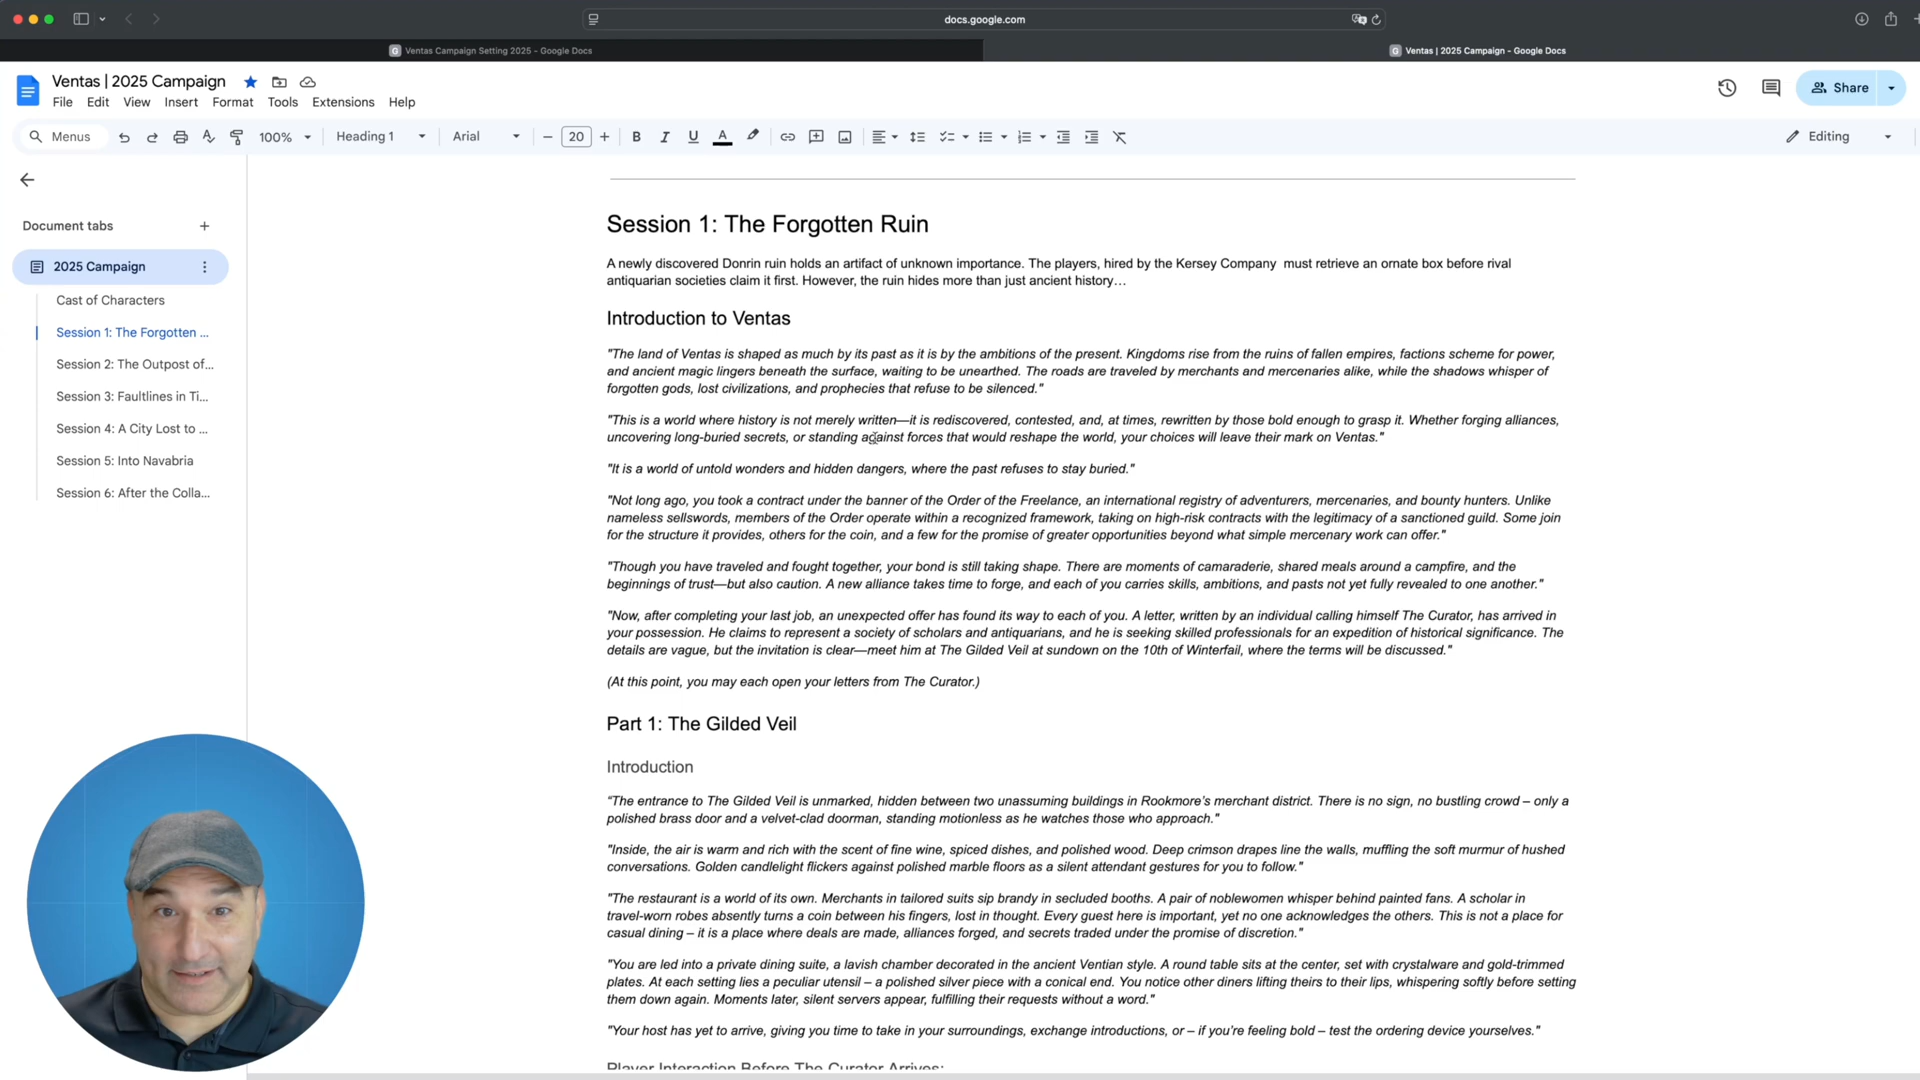 docs.google.com
Ventas Campaign Setting 2025 - Google Docs
Ventas | 2025 Campaign - Google Docs
Ventas | 2025 Campaign
File Edit View Insert Format Tools Extensions Help
Share
Menus 100% Heading 1 Arial 20 B I U A Editing
Document tabs
2025 Campaign
Cast of Characters
Session 1: The Forgotten ...
Session 2: The Outpost of...
Session 3: Faultlines in Ti...
Session 4: A City Lost to ...
Session 5: Into Navabria
Session 6: After the Colla...
Session 1: The Forgotten Ruin
A newly discovered Donrin ruin holds an artifact of unknown importance. The players, hired by the Kersey Company  must retrieve an ornate box before rival
antiquarian societies claim it first. However, the ruin hides more than just ancient history…
Introduction to Ventas
"The land of Ventas is shaped as much by its past as it is by the ambitions of the present. Kingdoms rise from the ruins of fallen empires, factions scheme for power,
and ancient magic lingers beneath the surface, waiting to be unearthed. The roads are traveled by merchants and mercenaries alike, while the shadows whisper of
forgotten gods, lost civilizations, and prophecies that refuse to be silenced."
"This is a world where history is not merely written—it is rediscovered, contested, and, at times, rewritten by those bold enough to grasp it. Whether forging alliances,
uncovering long-buried secrets, or standing against forces that would reshape the world, your choices will leave their mark on Ventas."
"It is a world of untold wonders and hidden dangers, where the past refuses to stay buried."
"Not long ago, you took a contract under the banner of the Order of the Freelance, an international registry of adventurers, mercenaries, and bounty hunters. Unlike
nameless sellswords, members of the Order operate within a recognized framework, taking on high-risk contracts with the legitimacy of a sanctioned guild. Some join
for the structure it provides, others for the coin, and a few for the promise of greater opportunities beyond what simple mercenary work can offer."
"Though you have traveled and fought together, your bond is still taking shape. There are moments of camaraderie, shared meals around a campfire, and the
beginnings of trust—but also caution. A new alliance takes time to forge, and each of you carries skills, ambitions, and pasts not yet fully revealed to one another."
"Now, after completing your last job, an unexpected offer has found its way to each of you. A letter, written by an individual calling himself The Curator, has arrived in
your possession. He claims to represent a society of scholars and antiquarians, and he is seeking skilled professionals for an expedition of historical significance. The
details are vague, but the invitation is clear—meet him at The Gilded Veil at sundown on the 10th of Winterfail, where the terms will be discussed."
(At this point, you may each open your letters from The Curator.)
Part 1: The Gilded Veil
Introduction
“The entrance to The Gilded Veil is unmarked, hidden between two unassuming buildings in Rookmore’s merchant district. There is no sign, no bustling crowd – only a
polished brass door and a velvet-clad doorman, standing motionless as he watches those who approach."
"Inside, the air is warm and rich with the scent of fine wine, spiced dishes, and polished wood. Deep crimson drapes line the walls, muffling the soft murmur of hushed
conversations. Golden candlelight flickers against polished marble floors as a silent attendant gestures for you to follow."
"The restaurant is a world of its own. Merchants in tailored suits sip brandy in secluded booths. A pair of noblewomen whisper behind painted fans. A scholar in
travel-worn robes absently turns a coin between his fingers, lost in thought. Every guest here is important, yet no one acknowledges the others. This is not a place for
casual dining – it is a place where deals are made, alliances forged, and secrets traded under the promise of discretion."
"You are led into a private dining suite, a lavish chamber decorated in the ancient Ventian style. A round table sits at the center, set with crystalware and gold-trimmed
plates. At each setting lies a peculiar utensil – a polished silver piece with a conical end. You notice other diners lifting theirs to their lips, whispering softly before setting
them down again. Moments later, silent servers appear, fulfilling their requests without a word."
"Your host has yet to arrive, giving you time to take in your surroundings, exchange introductions, or – if you’re feeling bold – test the ordering device yourselves."
Player Interaction Before The Curator Arrives: